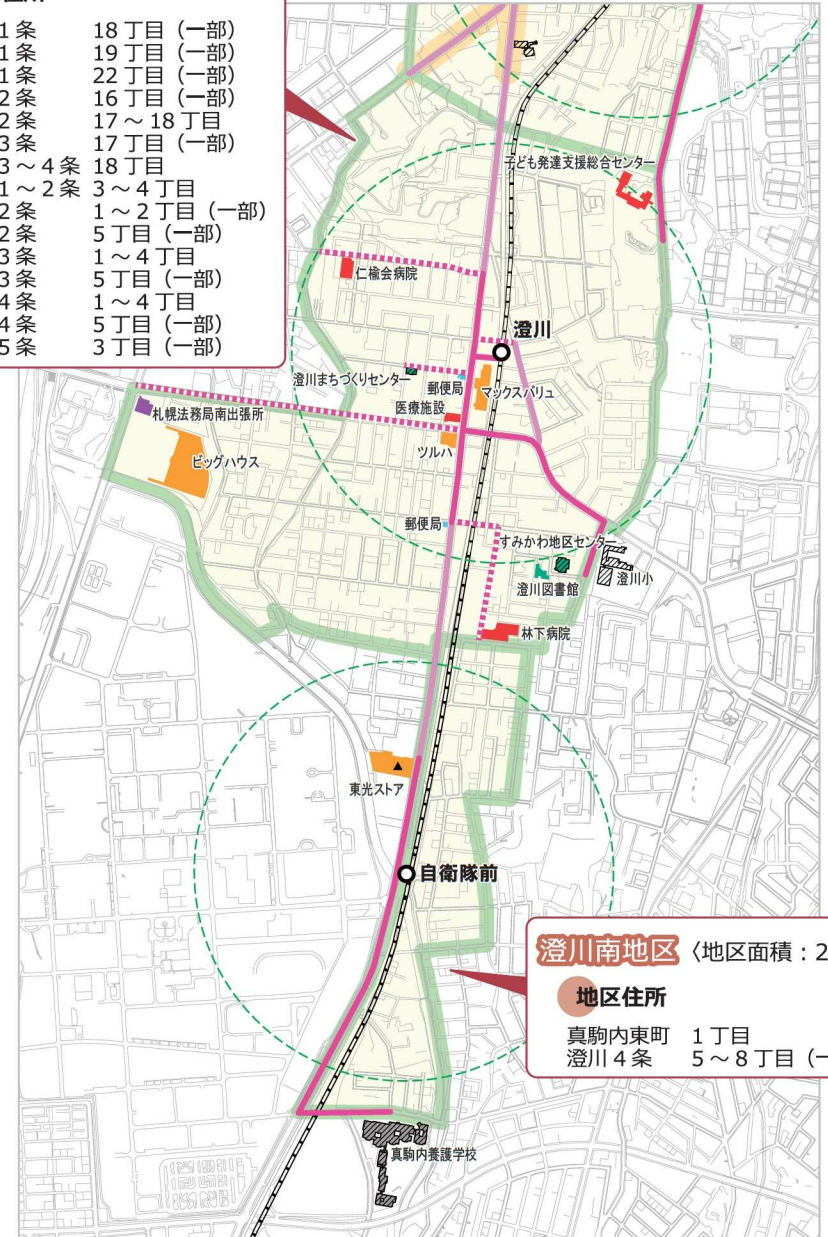 1条 18丁目（一部）
1条 19丁目（一部）
1条 22丁目（一部）
2条 16丁目（一部）
2条 17～18丁目
3条 17丁目（一部）
3～4条 18丁目
1～2条 3～4丁目
2条 1～2丁目（一部）
2条 5丁目（一部）
3条 1～4丁目
3条 5丁目（一部）
4条 1～4丁目
4条 5丁目（一部）
5条 3丁目（一部）
子ども発達支援総合センター
仁楡会病院
澄川
澄川まちづくりセンター
郵便局
マックスバリュ
医療施設
札幌法務局南出張所
ツルハ
ビッグハウス
郵便局
すみかわ地区センター
澄川図書館
澄川小
林下病院
東光ストア
自衛隊前
澄川南地区 〈地区面積：2
地区住所
真駒内東町 1丁目
澄川4条 5～8丁目（一
真駒内養護学校